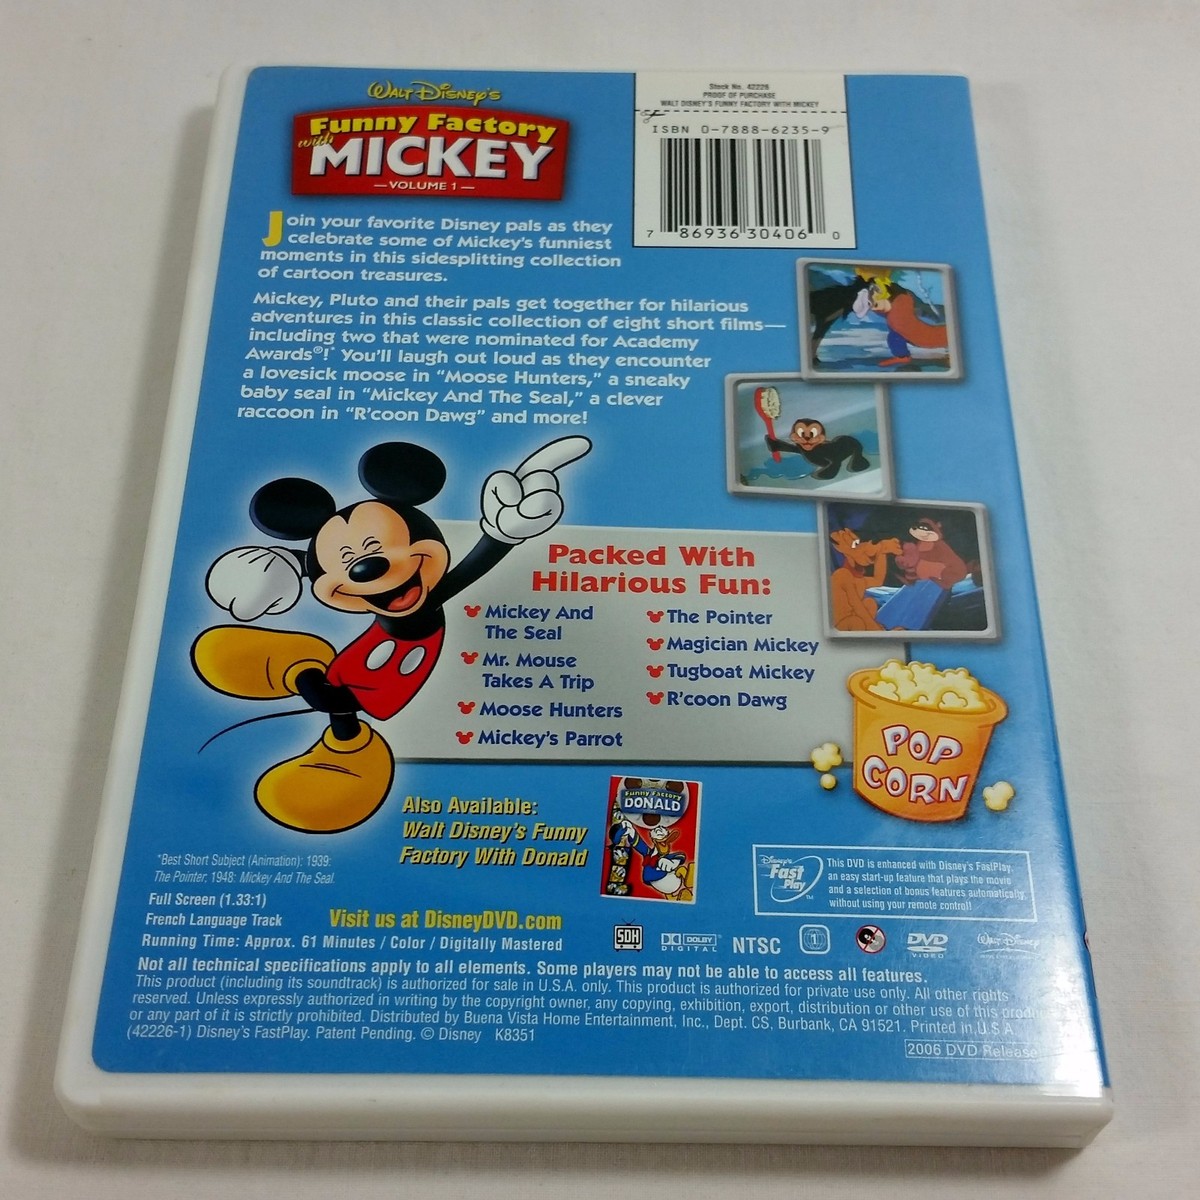 Walt Disney's
Funny Factory
with
MICKEY
— VOLUME 1 —
Stock No. 42226
PROOF OF PURCHASE
WALT DISNEY'S FUNNY FACTORY WITH MICKEY
ISBN 0-7888-6235-9
7 86936 30406 0
Join your favorite Disney pals as they
celebrate some of Mickey's funniest
moments in this sidesplitting collection
of cartoon treasures.
Mickey, Pluto and their pals get together for hilarious
adventures in this classic collection of eight short films—
including two that were nominated for Academy
Awards®!* You'll laugh out loud as they encounter
a lovesick moose in "Moose Hunters," a sneaky
baby seal in "Mickey And The Seal," a clever
raccoon in "R'coon Dawg" and more!
Packed With
Hilarious Fun:
Mickey And
The Seal
Mr. Mouse
Takes A Trip
Moose Hunters
Mickey's Parrot
The Pointer
Magician Mickey
Tugboat Mickey
R'coon Dawg
POP
CORN
Also Available:
Walt Disney's Funny
Factory With Donald
Funny Factory
DONALD
*Best Short Subject (Animation): 1939:
The Pointer, 1948: Mickey And The Seal.
Full Screen (1.33:1)
French Language Track
Visit us at DisneyDVD.com
Running Time: Approx. 61 Minutes / Color / Digitally Mastered
Disney's
Fast
Play
TM
This DVD is enhanced with Disney's FastPlay,
an easy start-up feature that plays the movie
and a selection of bonus features automatically
without using your remote control!
SDH
DOLBY
DIGITAL
NTSC
1
DVD
VIDEO
Walt Disney
Not all technical specifications apply to all elements. Some players may not be able to access all features.
This product (including its soundtrack) is authorized for sale in U.S.A. only. This product is authorized for private use only. All other rights
reserved. Unless expressly authorized in writing by the copyright owner, any copying, exhibition, export, distribution or other use of this product
or any part of it is strictly prohibited. Distributed by Buena Vista Home Entertainment, Inc., Dept. CS, Burbank, CA 91521. Printed in U.S.A.
(42226-1) Disney's FastPlay. Patent Pending. © Disney K8351
2006 DVD Release